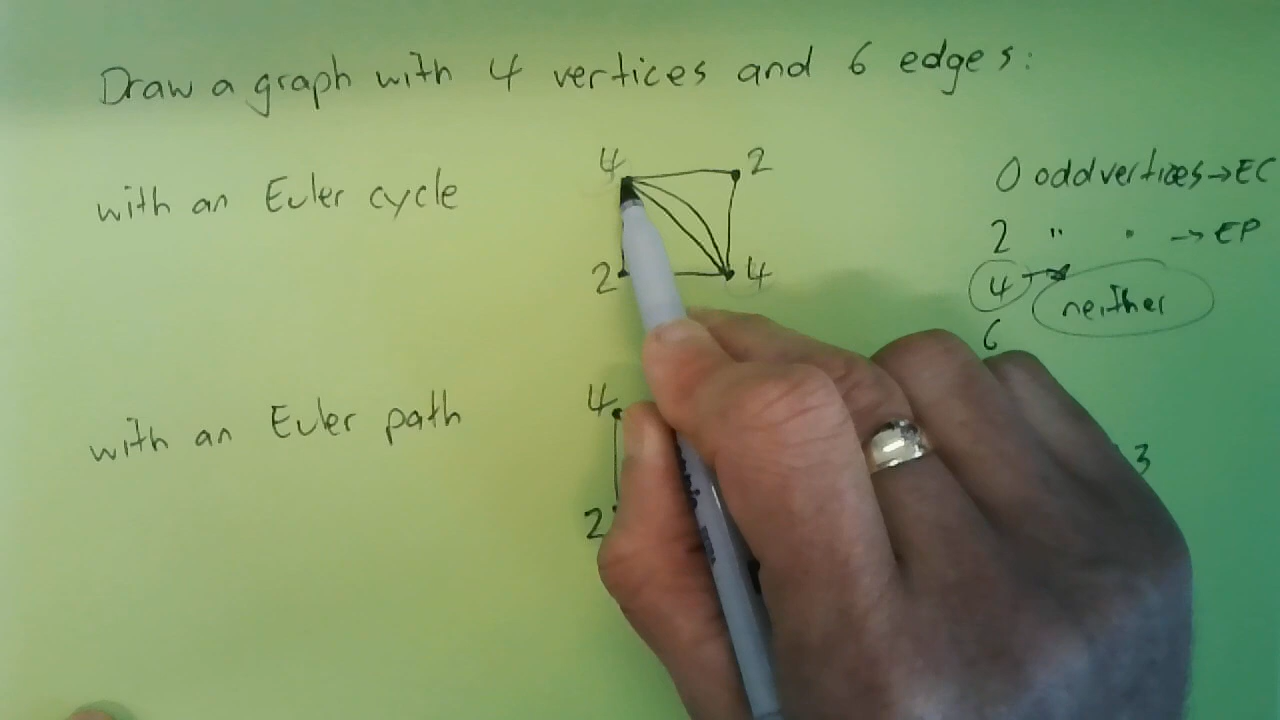 Draw a graph with 4 vertices and 6 edges:
with an Euler cycle
4 2
2 4
0 odd vertices → EC
2 " " → EP
4 → neither
6
with an Euler path
4
2
3